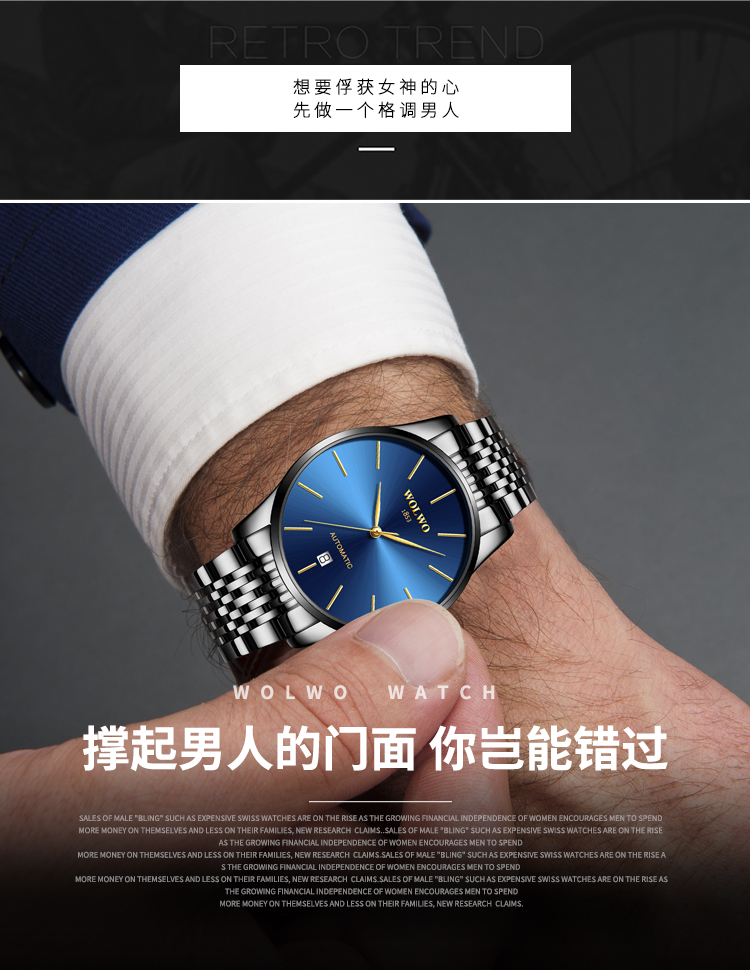 RETRO TREND
想要俘获女神的心
先做一个格调男人
WOLWO
1853
AUTOMATIC
8
WOLWO WATCH
撑起男人的门面 你岂能错过
SALES OF MALE "BLING" SUCH AS EXPENSIVE SWISS WATCHES ARE ON THE RISE AS THE GROWING FINANCIAL INDEPENDENCE OF WOMEN ENCOURAGES MEN TO SPEND
MORE MONEY ON THEMSELVES AND LESS ON THEIR FAMILIES, NEW RESEARCH CLAIMS..SALES OF MALE "BLING" SUCH AS EXPENSIVE SWISS WATCHES ARE ON THE RISE
AS THE GROWING FINANCIAL INDEPENDENCE OF WOMEN ENCOURAGES MEN TO SPEND
MORE MONEY ON THEMSELVES AND LESS ON THEIR FAMILIES, NEW RESEARCH CLAIMS.SALES OF MALE "BLING" SUCH AS EXPENSIVE SWISS WATCHES ARE ON THE RISE A
S THE GROWING FINANCIAL INDEPENDENCE OF WOMEN ENCOURAGES MEN TO SPEND
MORE MONEY ON THEMSELVES AND LESS ON THEIR FAMILIES, NEW RESEARCH CLAIMS.SALES OF MALE "BLING" SUCH AS EXPENSIVE SWISS WATCHES ARE ON THE RISE AS
THE GROWING FINANCIAL INDEPENDENCE OF WOMEN ENCOURAGES MEN TO SPEND
MORE MONEY ON THEMSELVES AND LESS ON THEIR FAMILIES, NEW RESEARCH CLAIMS.